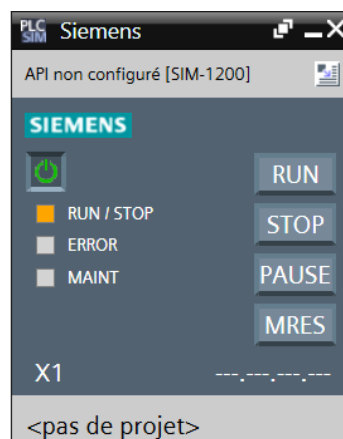 PLC SIM Siemens
API non configuré [SIM-1200]
SIEMENS
RUN
RUN / STOP
STOP
ERROR
MAINT
PAUSE
MRES
X1 ---.---.---.---
<pas de projet>